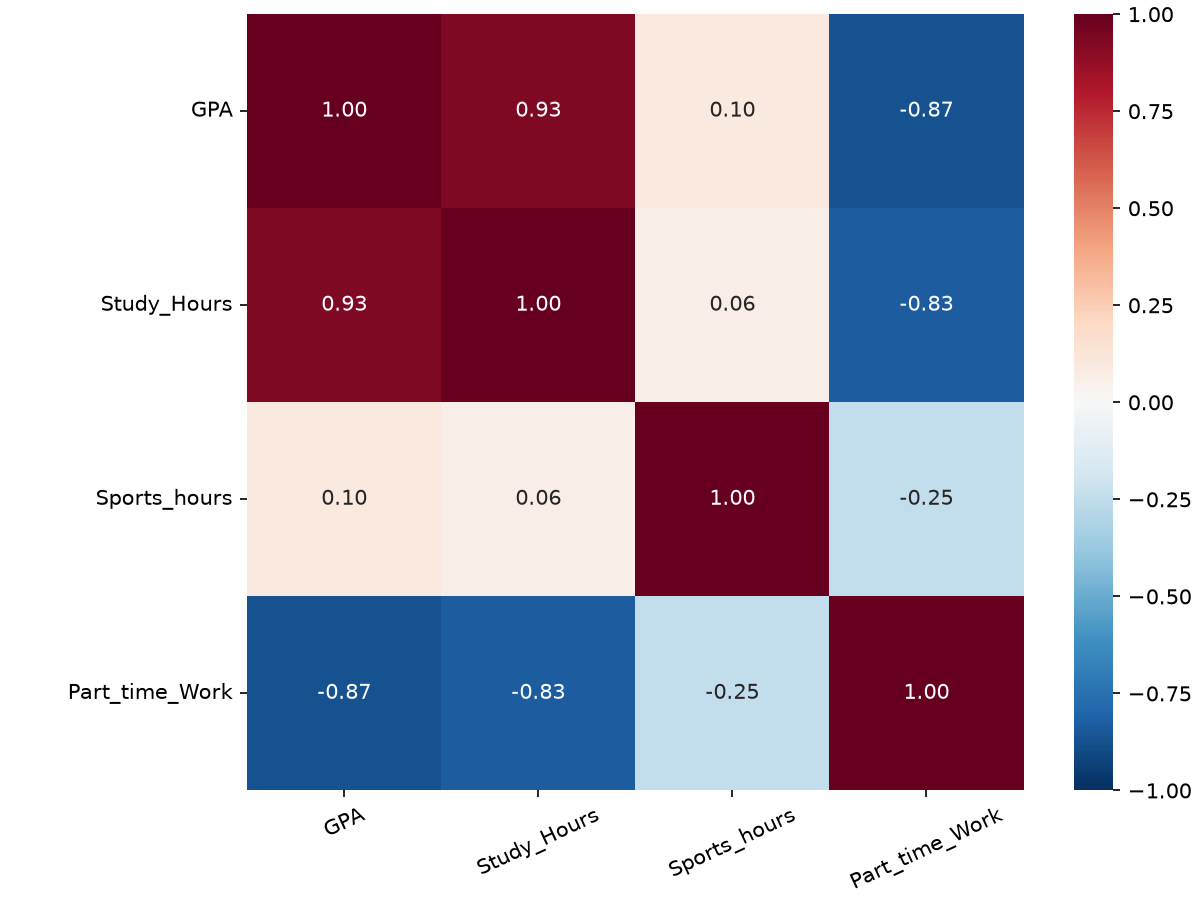 GPA 1.00 0.93 0.10 -0.87
Study_Hours 0.93 1.00 0.06 -0.83
Sports_hours 0.10 0.06 1.00 -0.25
Part_time_Work -0.87 -0.83 -0.25 1.00
GPA Study_Hours Sports_hours Part_time_Work
1.00
0.75
0.50
0.25
0.00
−0.25
−0.50
−0.75
−1.00